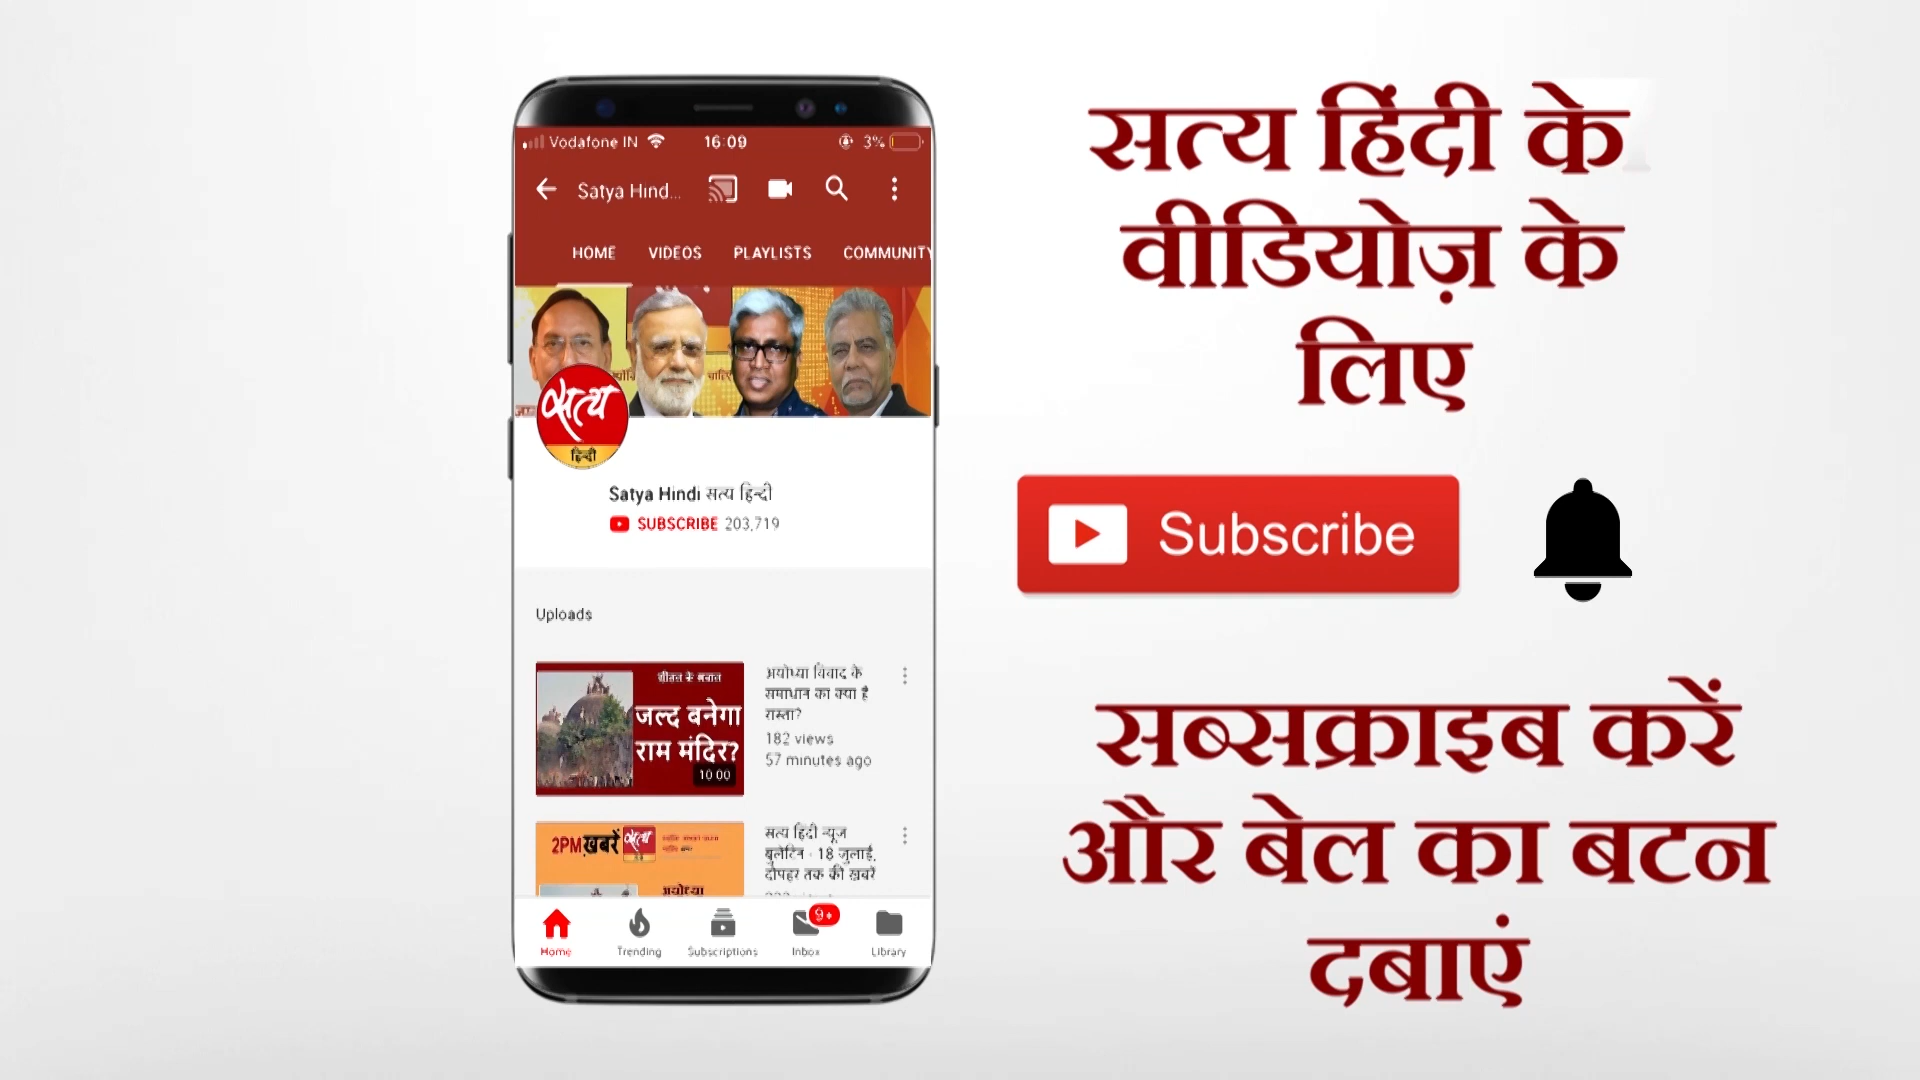 Vodafone IN
16:09
3%
Satya Hind...
HOME
VIDEOS
PLAYLISTS
COMMUNITY
सत्य
हिन्दी
Satya Hindi सत्य हिन्दी
SUBSCRIBE 203,719
Uploads
जल्द बनेगा
राम मंदिर?
10:00
अयोध्या विवाद के
समाधान का क्या है
रास्ता?
182 views
57 minutes ago
2PM ख़बरें
सत्य
अयोध्या
सत्य हिंदी न्यूज़
बुलेटिन - 18 जुलाई,
दोपहर तक की ख़बरें
Home
Trending
Subscriptions
9+
Inbox
Library
सत्य हिंदी के
वीडियोज़ के
लिए
Subscribe
सब्सक्राइब करें
और बेल का बटन
दबाएं